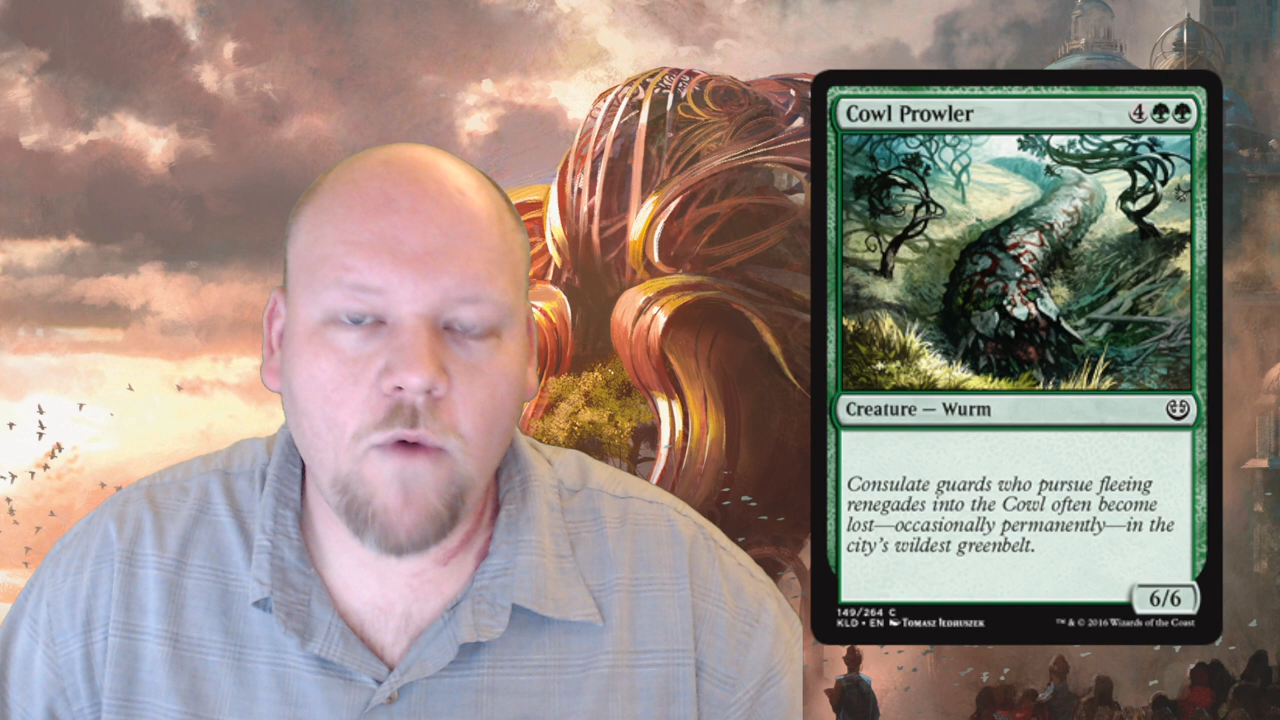 Cowl Prowler 4
Creature — Wurm
Consulate guards who pursue fleeing
renegades into the Cowl often become
lost—occasionally permanently—in the
city's wildest greenbelt.
6/6
149/264 C
KLD • EN Tomasz Jedruszek
™ & © 2016 Wizards of the Coast